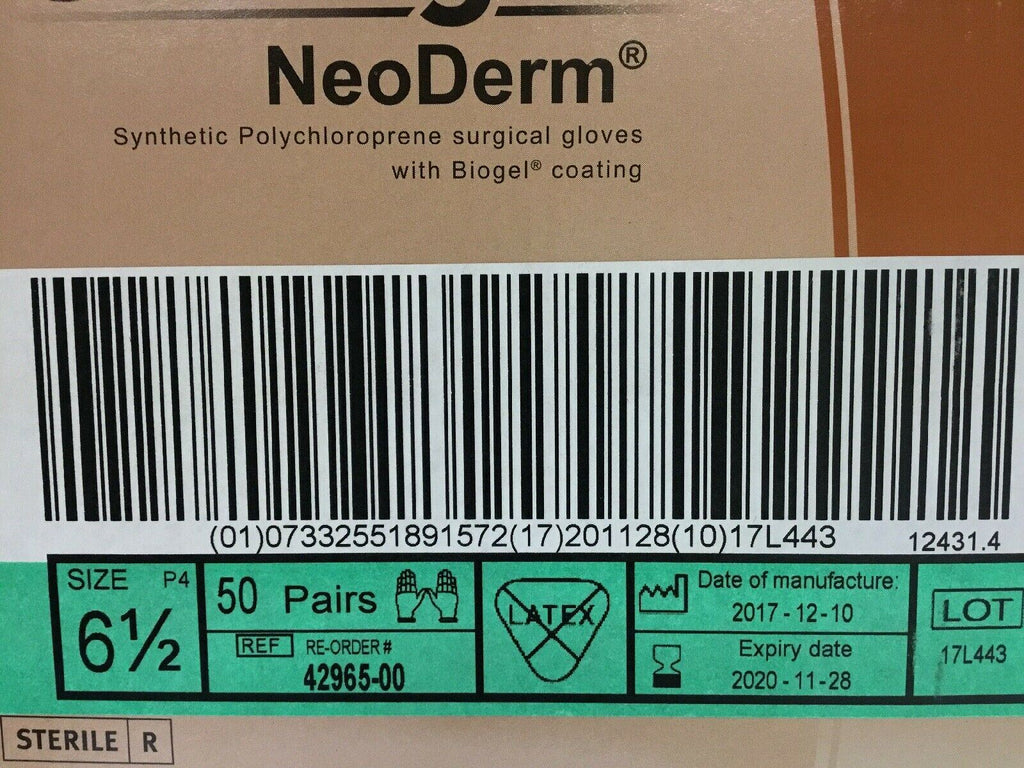 NeoDerm®
Synthetic Polychloroprene surgical gloves
with Biogel® coating
(01)07332551891572(17)201128(10)17L443
12431.4
SIZE P4
6½
50 Pairs
REF RE-ORDER #
42965-00
LATEX
Date of manufacture:
2017-12-10
Expiry date
2020-11-28
LOT
17L443
STERILE R